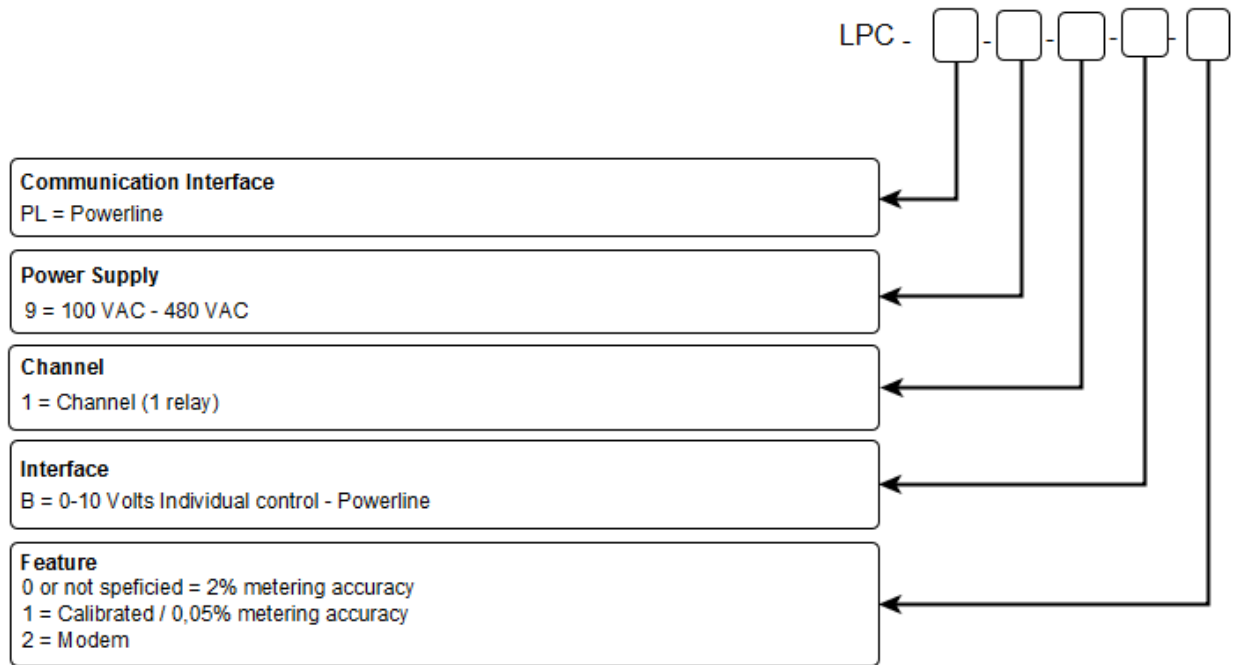 LPC - - - - -
Communication Interface
PL = Powerline
Power Supply
9 = 100 VAC - 480 VAC
Channel
1 = Channel (1 relay)
Interface
B = 0-10 Volts Individual control - Powerline
Feature
0 or not speficied = 2% metering accuracy
1 = Calibrated / 0,05% metering accuracy
2 = Modem